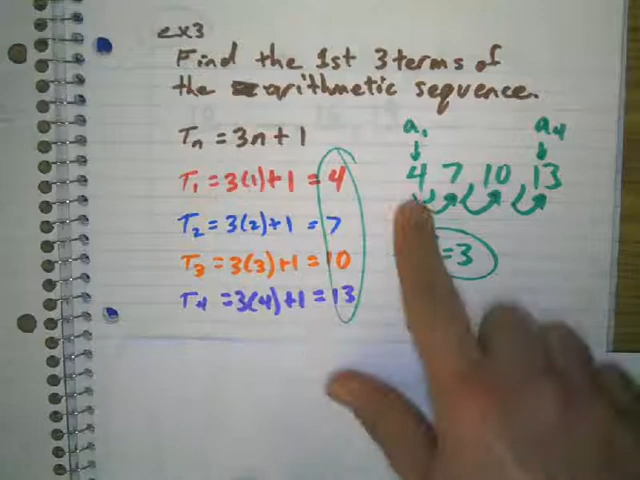 ex3
Find the 1st 3 terms of
the arithmetic sequence.
Tn = 3n + 1
T1 = 3(1) + 1 = 4
T2 = 3(2) + 1 = 7
T3 = 3(3) + 1 = 10
T4 = 3(4) + 1 = 13
a1 a4
4 7 10 13
=3